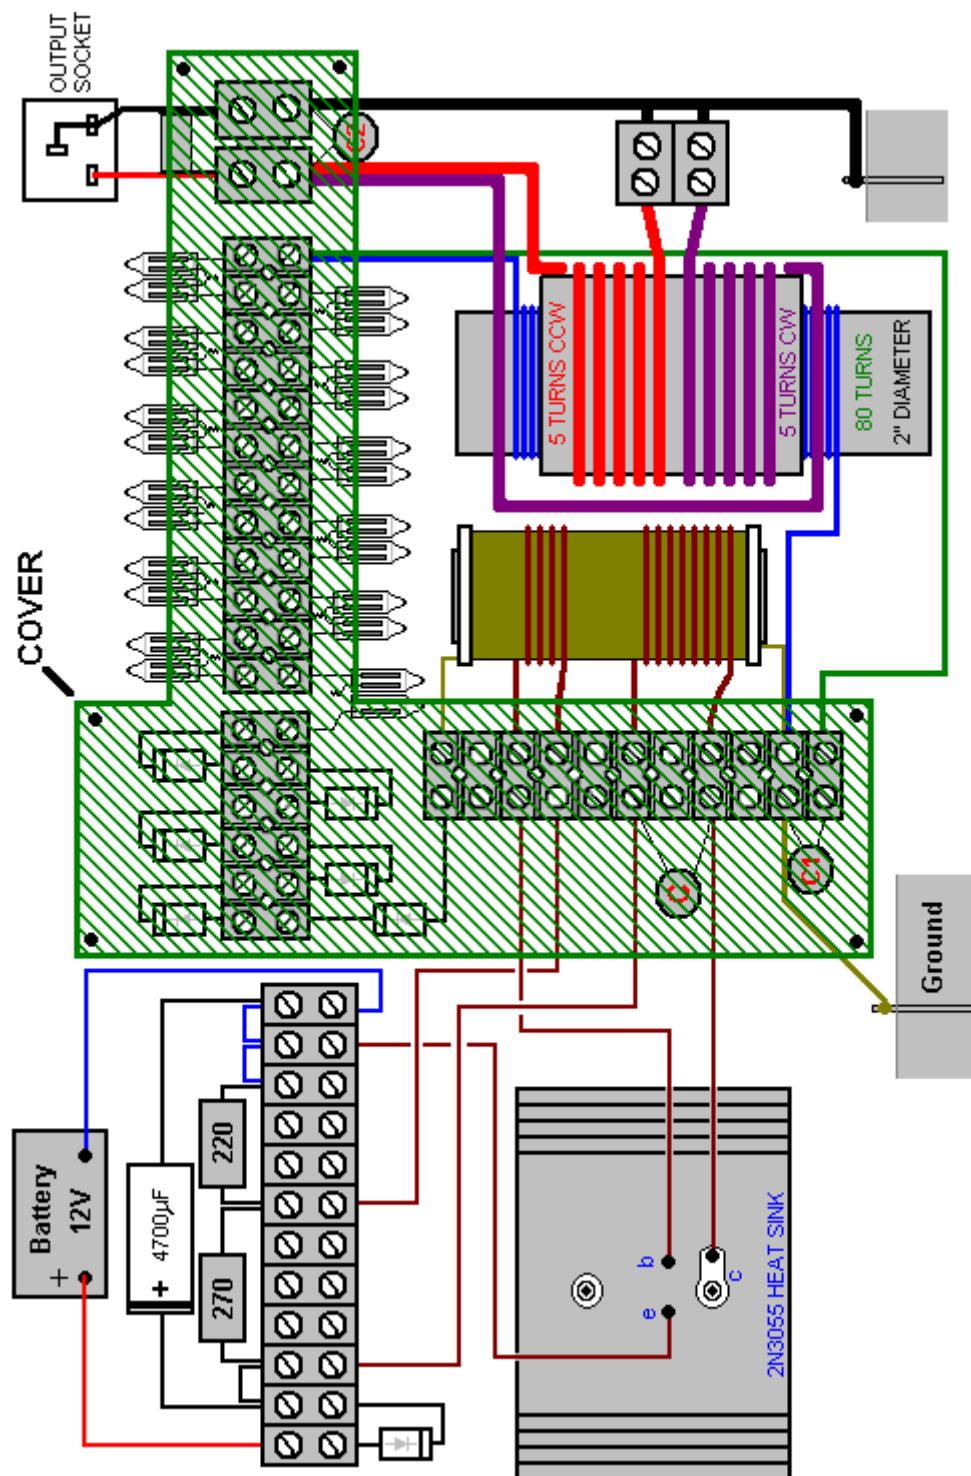 OUTPUT
SOCKET
C2
5 TURNS CCW
5 TURNS CW
80 TURNS
2" DIAMETER
COVER
C
C1
Ground
Battery
+ 12V
+ 4700µF
220
270
b
e
c
2N3055 HEAT SINK